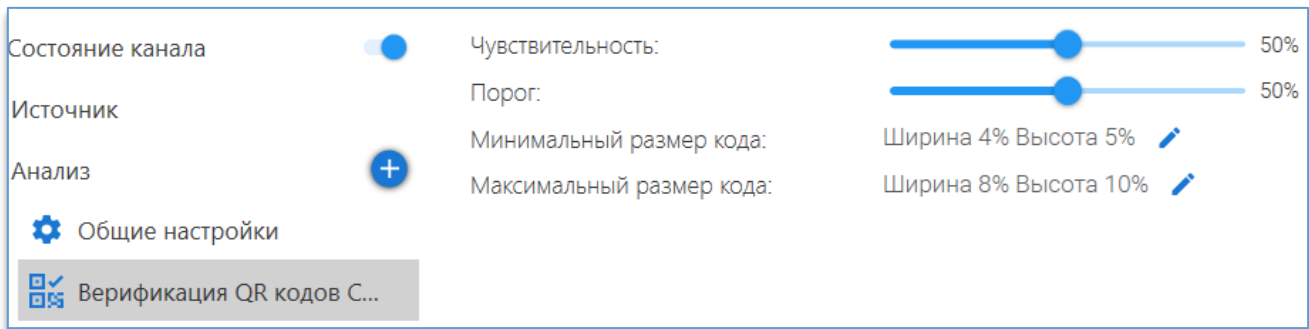 Состояние канала
Источник
Анализ
Общие настройки
Верификация QR кодов С...
Чувствительность: 50%
Порог: 50%
Минимальный размер кода: Ширина 4% Высота 5%
Максимальный размер кода: Ширина 8% Высота 10%